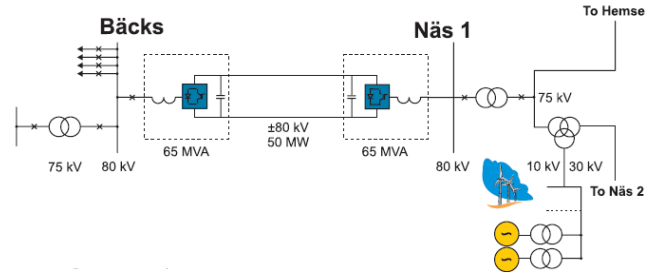 To Hemse
Bäcks
Näs 1
75 kV
±80 kV
50 MW
65 MVA
65 MVA
75 kV
80 kV
80 kV
10 kV
30 kV
To Näs 2